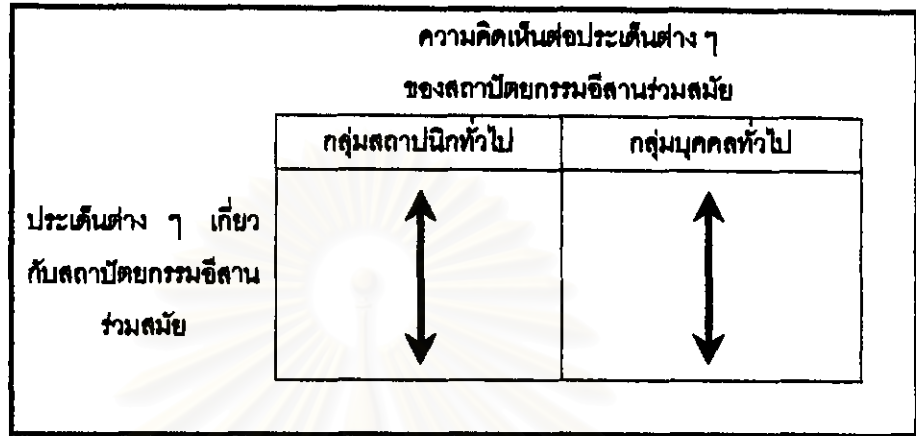 ความคิดเห็นต่อประเด็นต่าง ๆ
ของสถาปัตยกรรมอีสานร่วมสมัย
กลุ่มสถาปนิกทั่วไป
กลุ่มบุคคลทั่วไป
ประเด็นต่าง ๆ เกี่ยว
กับสถาปัตยกรรมอีสาน
ร่วมสมัย